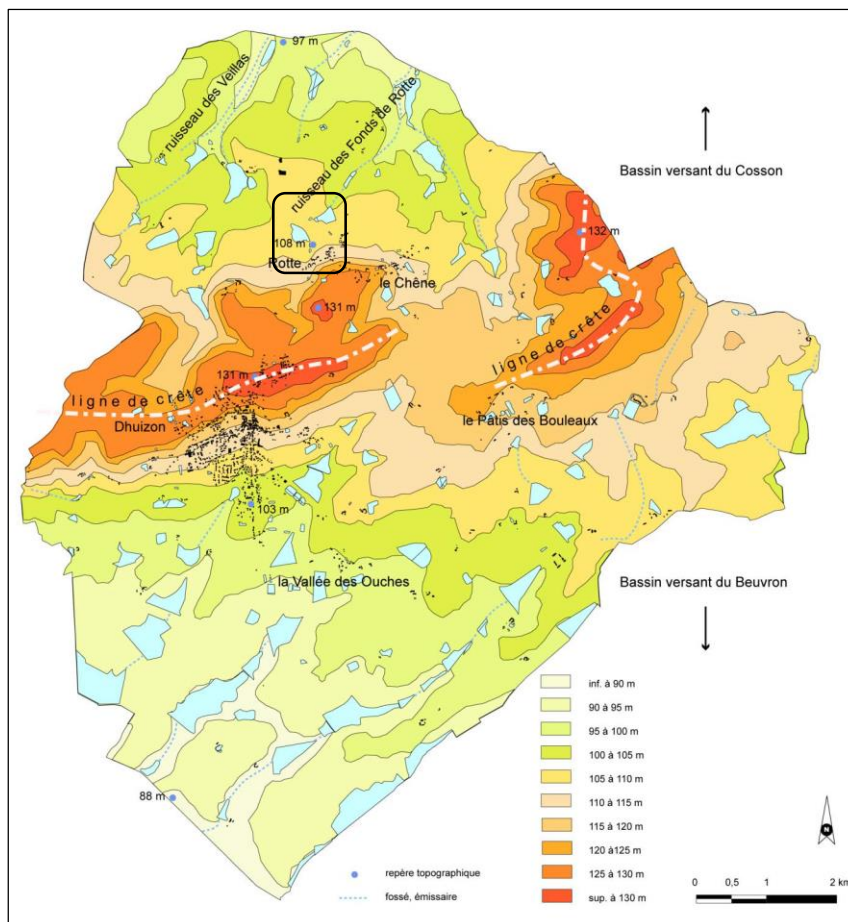 97 m
ruisseau des Veillas
ruisseau des Fonds de Rotte
Bassin versant du Cosson
132 m
108 m
Rotte
le Chêne
131 m
ligne de crête
131 m
ligne de crête
Dhuizon
le Pâtis des Bouleaux
103 m
la Vallée des Ouches
Bassin versant du Beuvron
88 m
inf. à 90 m
90 à 95 m
95 à 100 m
100 à 105 m
105 à 110 m
110 à 115 m
115 à 120 m
120 à125 m
125 à 130 m
sup. à 130 m
repère topographique
fossé, émissaire
N
0 0,5 1 2 km